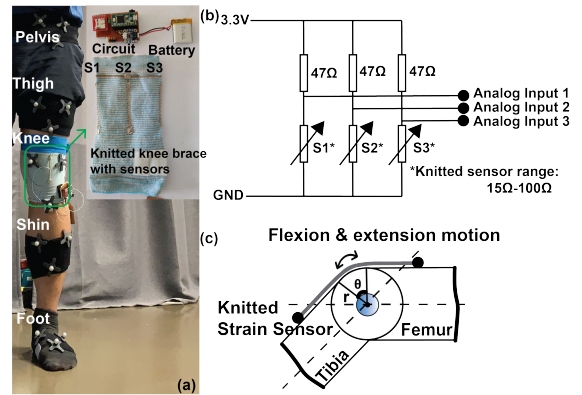 Pelvis
Circuit Battery
S1 S2 S3
Thigh
Knee
Knitted knee brace
with sensors
Shin
Foot
(a)
(b)
3.3V
47Ω 47Ω 47Ω
Analog Input 1
Analog Input 2
Analog Input 3
S1* S2* S3*
*Knitted sensor range:
15Ω-100Ω
GND
(c)
Flexion & extension motion
θ
r
Knitted
Strain Sensor
Femur
Tibia